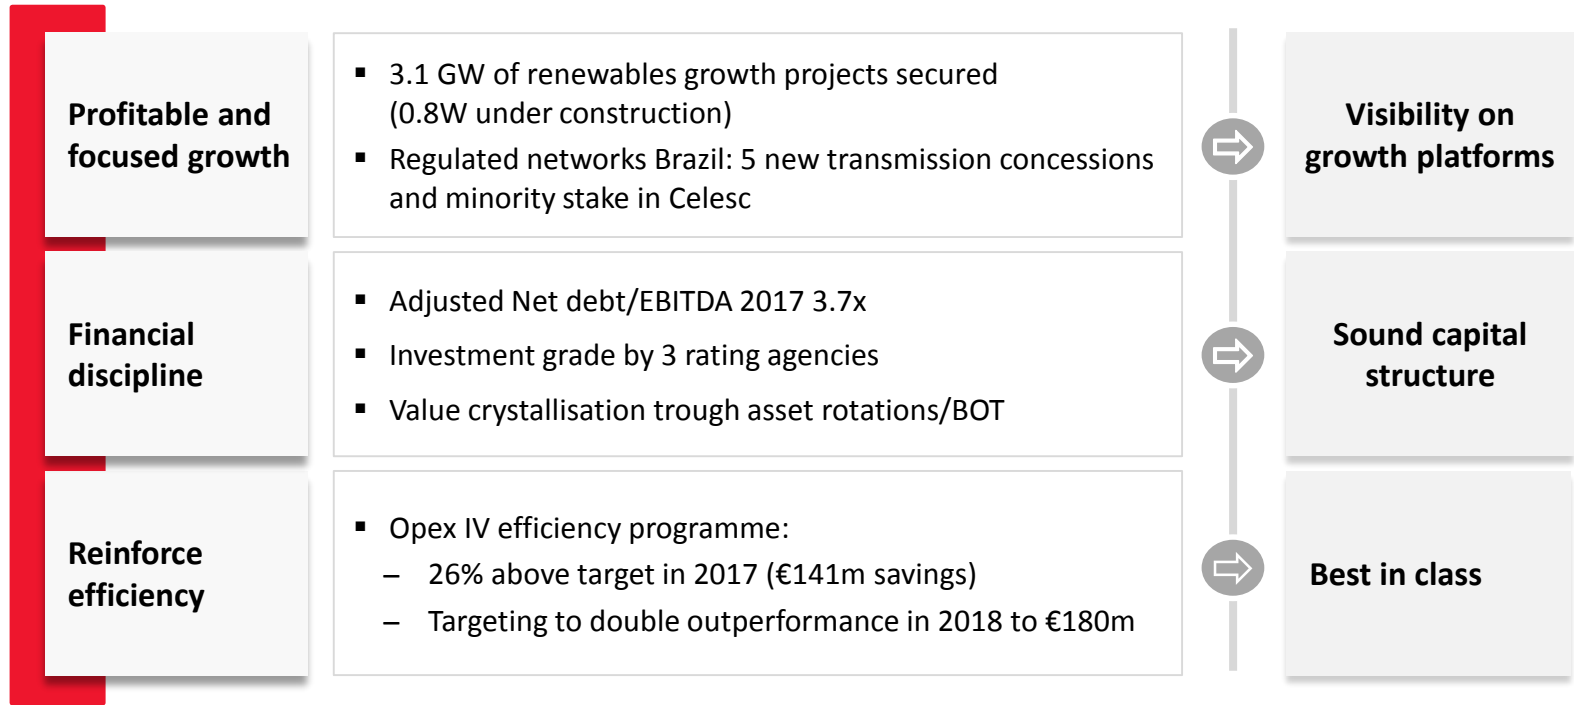 Profitable and
focused growth
▪ 3.1 GW of renewables growth projects secured
(0.8W under construction)
▪ Regulated networks Brazil: 5 new transmission concessions
and minority stake in Celesc
Visibility on
growth platforms
Financial
discipline
▪ Adjusted Net debt/EBITDA 2017 3.7x
▪ Investment grade by 3 rating agencies
▪ Value crystallisation trough asset rotations/BOT
Sound capital
structure
Reinforce
efficiency
▪ Opex IV efficiency programme:
– 26% above target in 2017 (€141m savings)
– Targeting to double outperformance in 2018 to €180m
Best in class